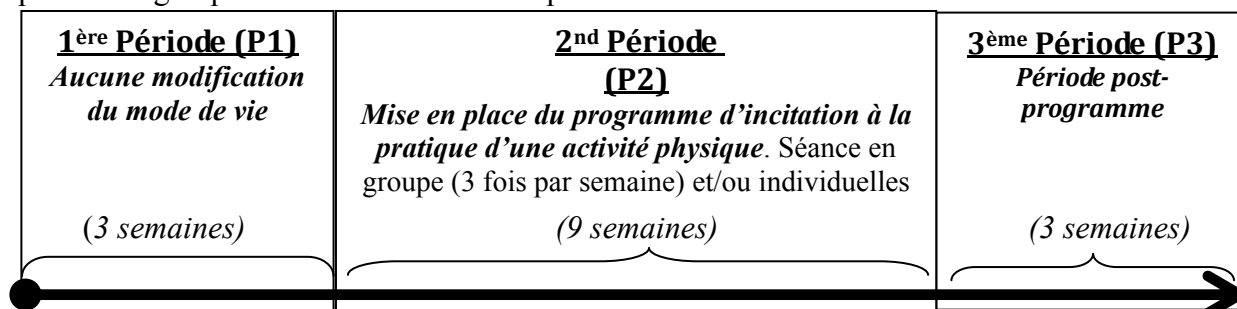 1ère Période (P1)
Aucune modification
du mode de vie
(3 semaines)
2nd Période
(P2)
Mise en place du programme d'incitation à la
pratique d'une activité physique. Séance en
groupe (3 fois par semaine) et/ou individuelles
(9 semaines)
3ème Période (P3)
Période post-
programme
(3 semaines)